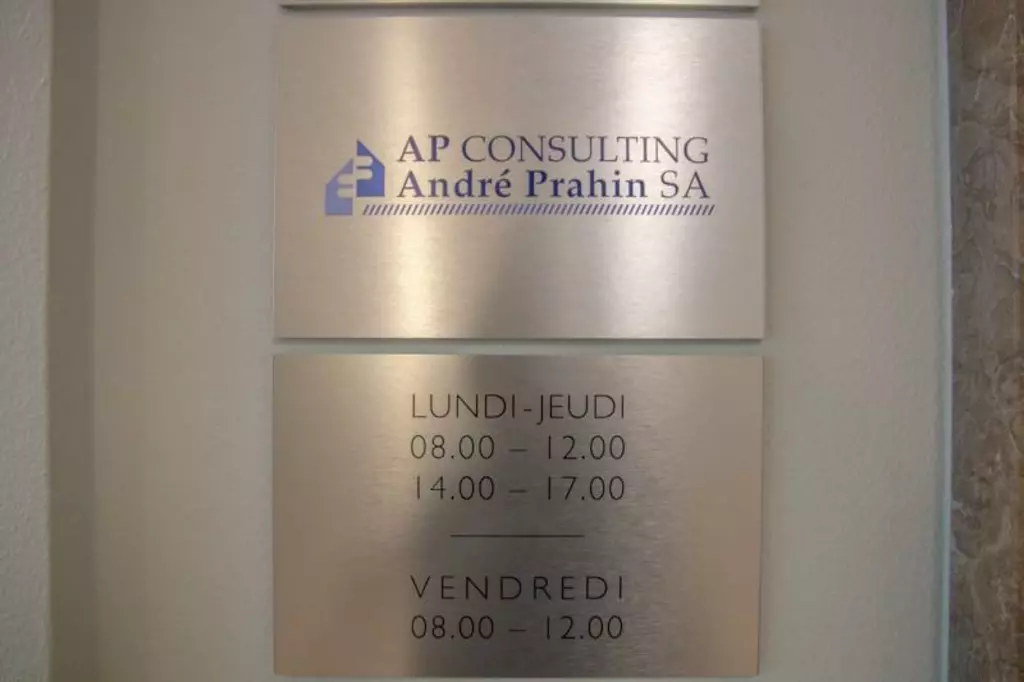 AP CONSULTING
André Prahin SA
LUNDI-JEUDI
08.00 – 12.00
14.00 – 17.00
VENDREDI
08.00 – 12.00